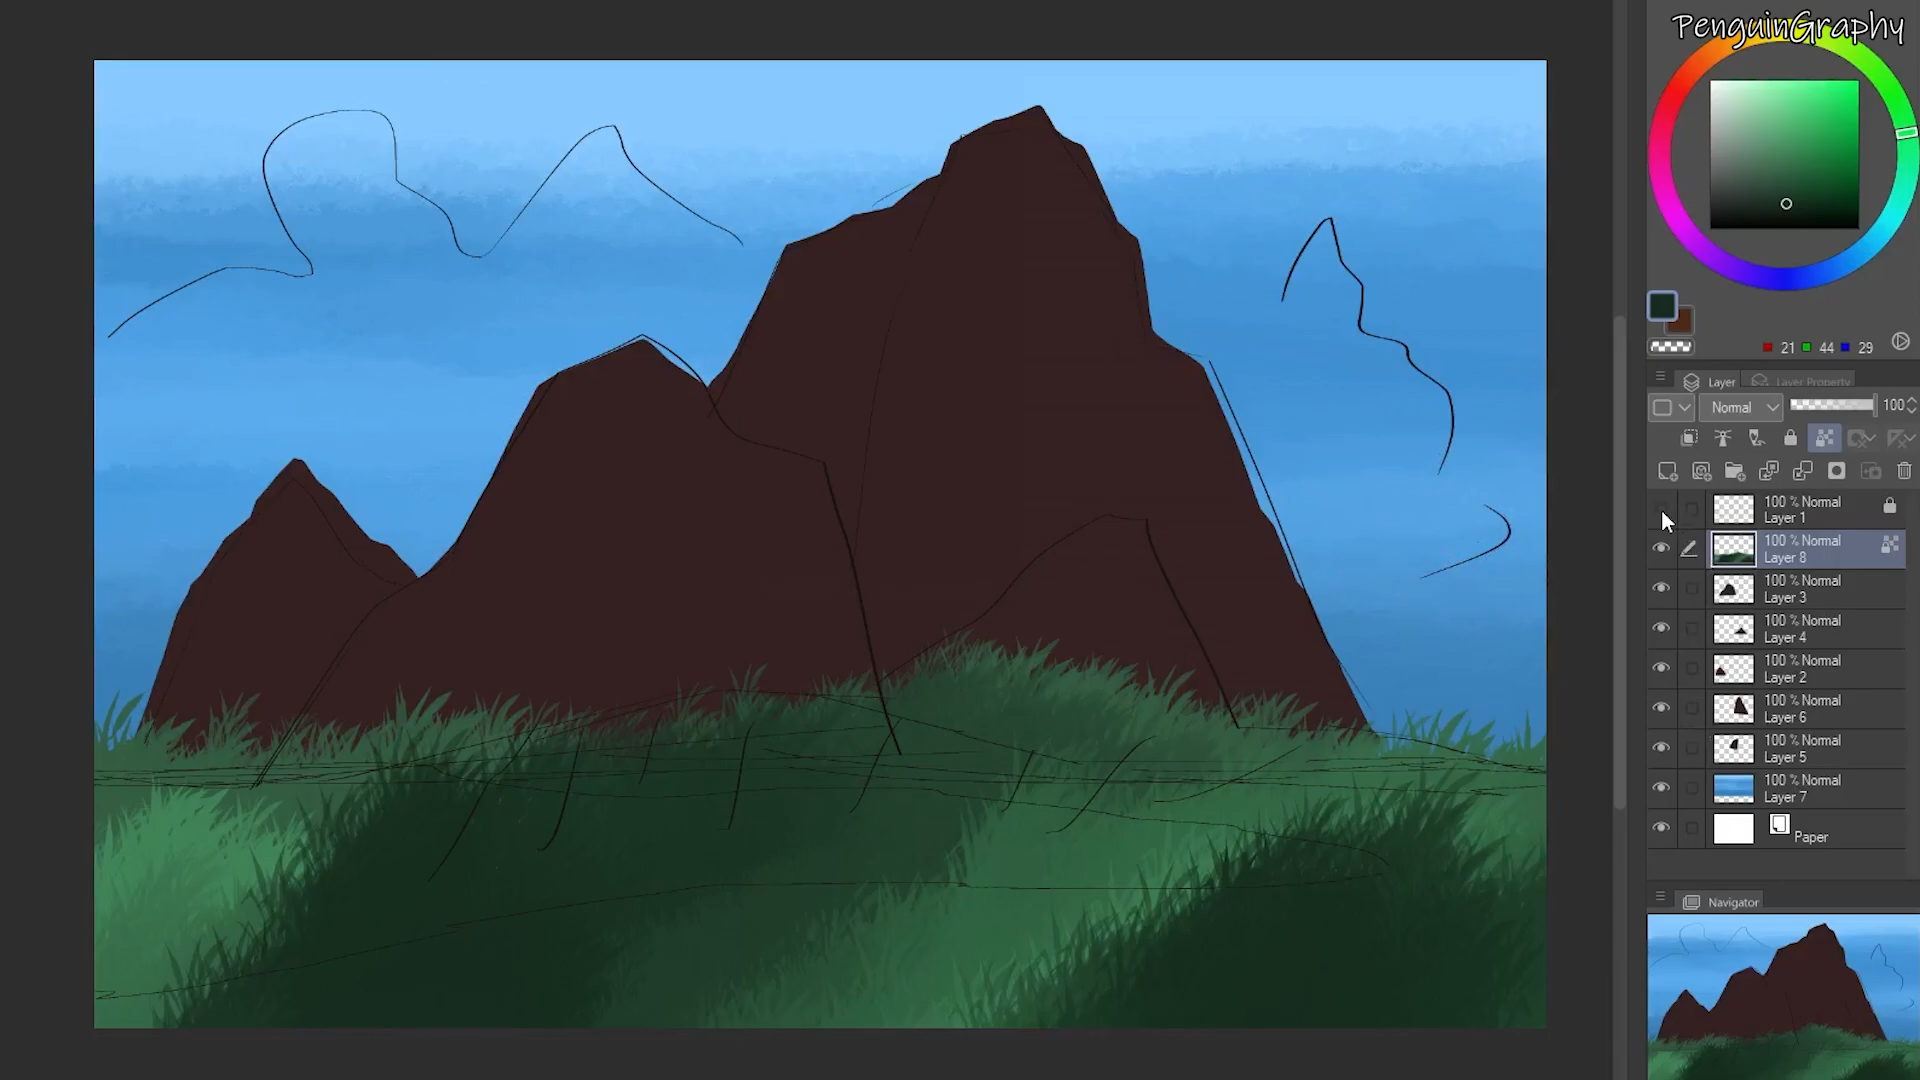 PenguinGraphy
21 44 29
Layer Layer Property
Normal 100
100 % Normal
Layer 1
100 % Normal
Layer 8
100 % Normal
Layer 3
100 % Normal
Layer 4
100 % Normal
Layer 2
100 % Normal
Layer 6
100 % Normal
Layer 5
100 % Normal
Layer 7
Paper
Navigator